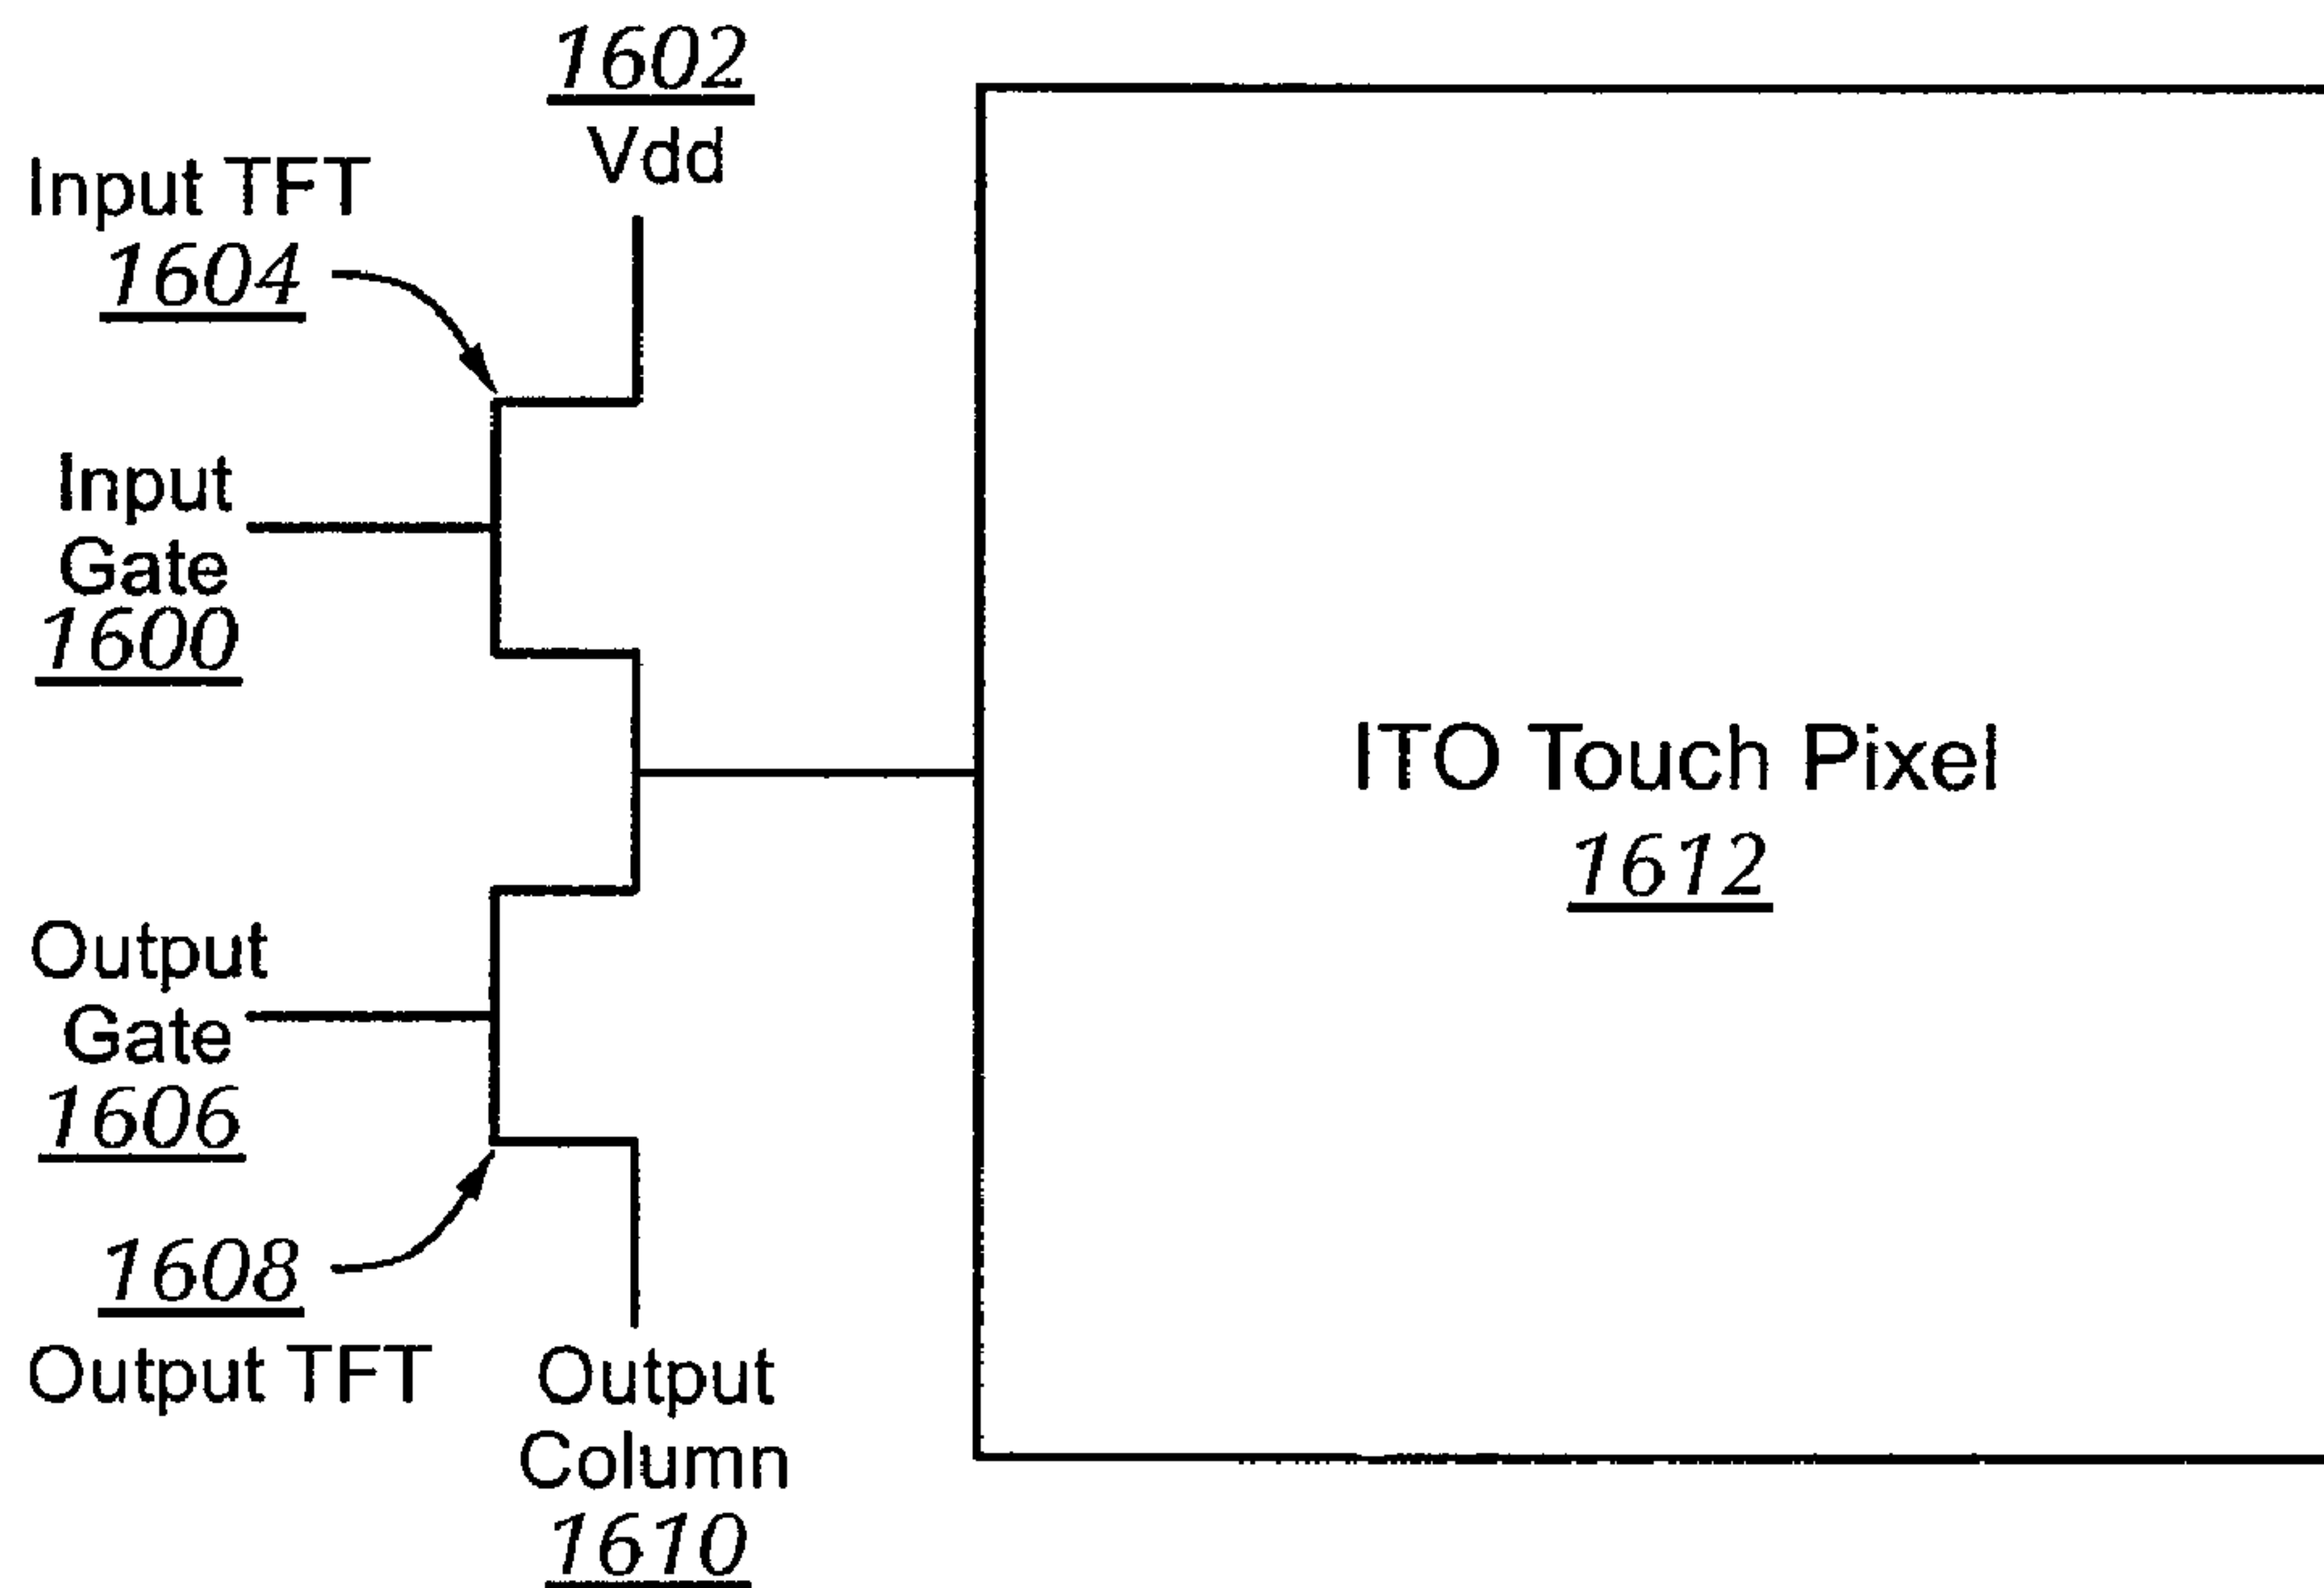 1602
Vdd
Input TFT
1604
Input
Gate
1600
ITO Touch Pixel
1612
Output
Gate
1606
1608
Output TFT
Output
Column
1610